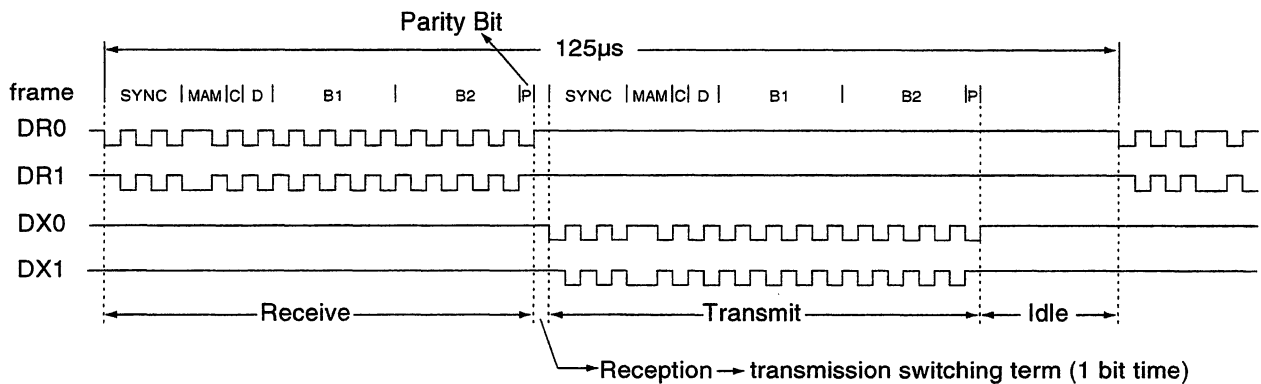 Parity Bit
125µs
frame SYNC |MAM|C| D | B1 | B2 |P| | SYNC |MAM|C| D | B1 | B2 |P|
DR0
DR1
DX0
DX1
Receive Transmit Idle
Reception → transmission switching term (1 bit time)